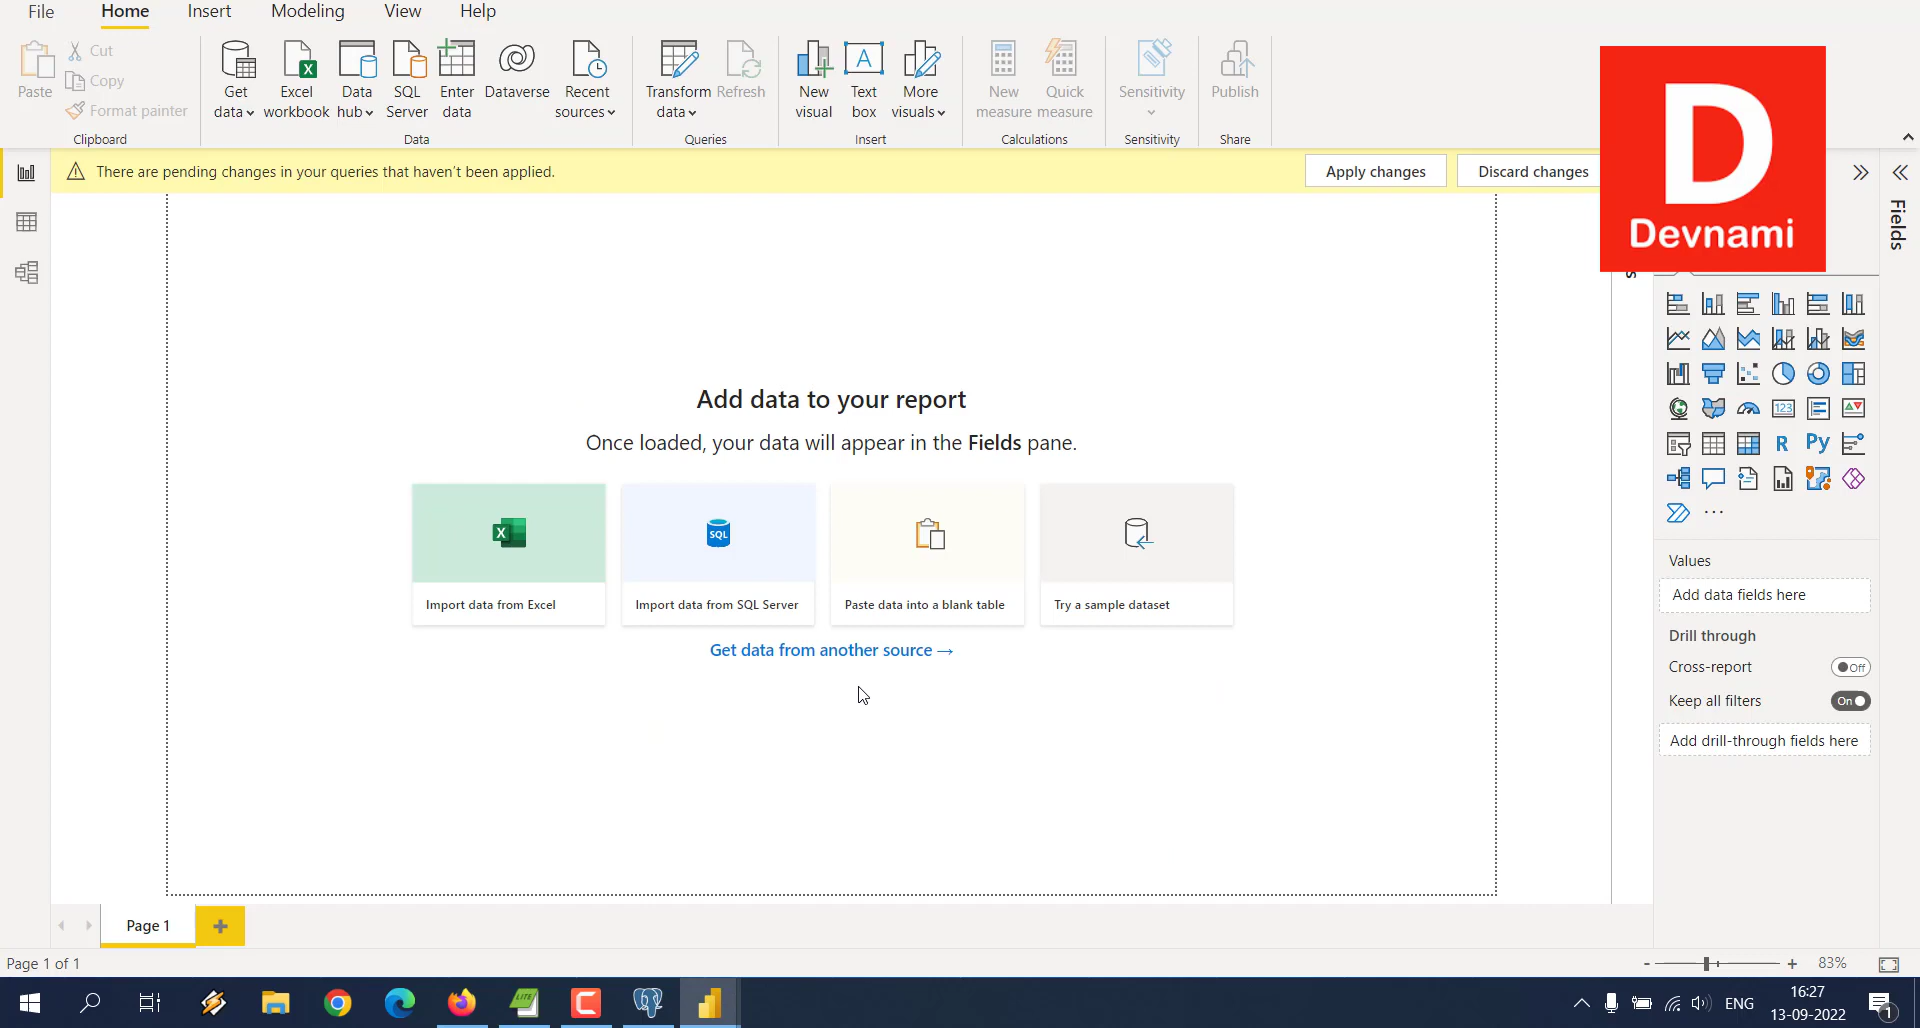 File Home Insert Modeling View Help
Paste
Cut
Copy
Format painter
Clipboard
Get data
Excel workbook
Data hub
SQL Server
Enter data
Dataverse
Recent sources
Data
Transform data
Refresh
Queries
New visual
Text box
More visuals
Insert
New measure
Quick measure
Calculations
Sensitivity
Sensitivity
Publish
Share
There are pending changes in your queries that haven't been applied.
Apply changes
Discard changes
D
Devnami
Fields
Add data to your report
Once loaded, your data will appear in the Fields pane.
X
SQL
Import data from Excel
Import data from SQL Server
Paste data into a blank table
Try a sample dataset
Get data from another source →
123
R
Py
Values
Add data fields here
Drill through
Cross-report
Off
Keep all filters
On
Add drill-through fields here
Page 1
Page 1 of 1
- + 83%
LITE
ENG
16:27
13-09-2022
1